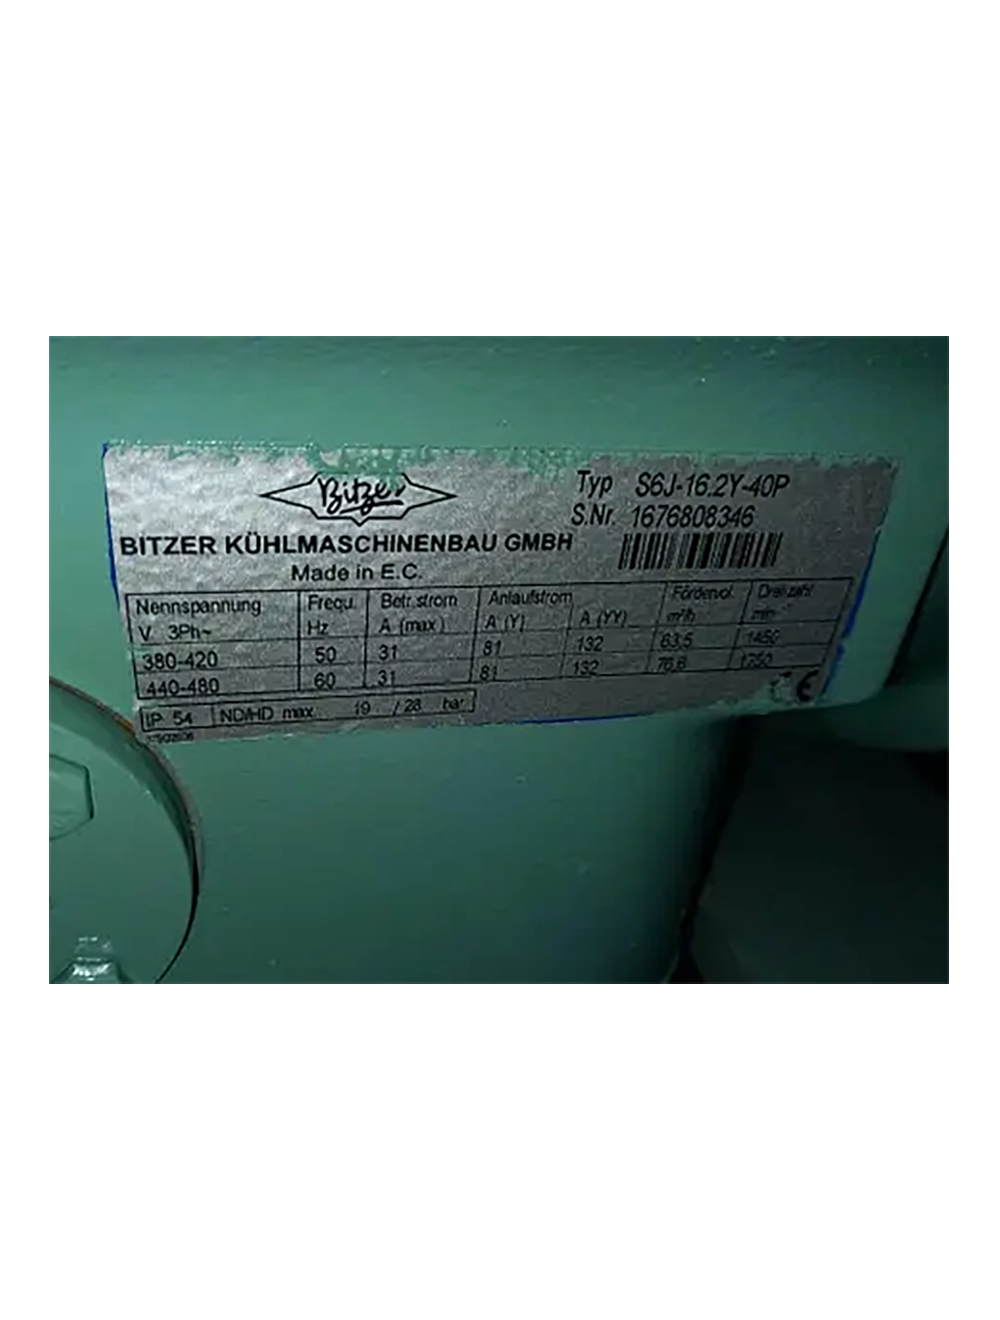 Bitzer
Typ S6J-16.2Y-40P
S.Nr. 1676808346
BITZER KÜHLMASCHINENBAU GMBH
Made in E.C.
Nennspannung Frequ. Betr.strom Anlaufstrom Fördervol. Drehzahl
V 3Ph~ Hz A (max) A (Y) A (YY) m³/h min
380-420 50 31 81 132 63,5 1450
440-480 60 31 81 132 76,6 1750
IP 54 ND/HD max. 19 / 28 bar
CE